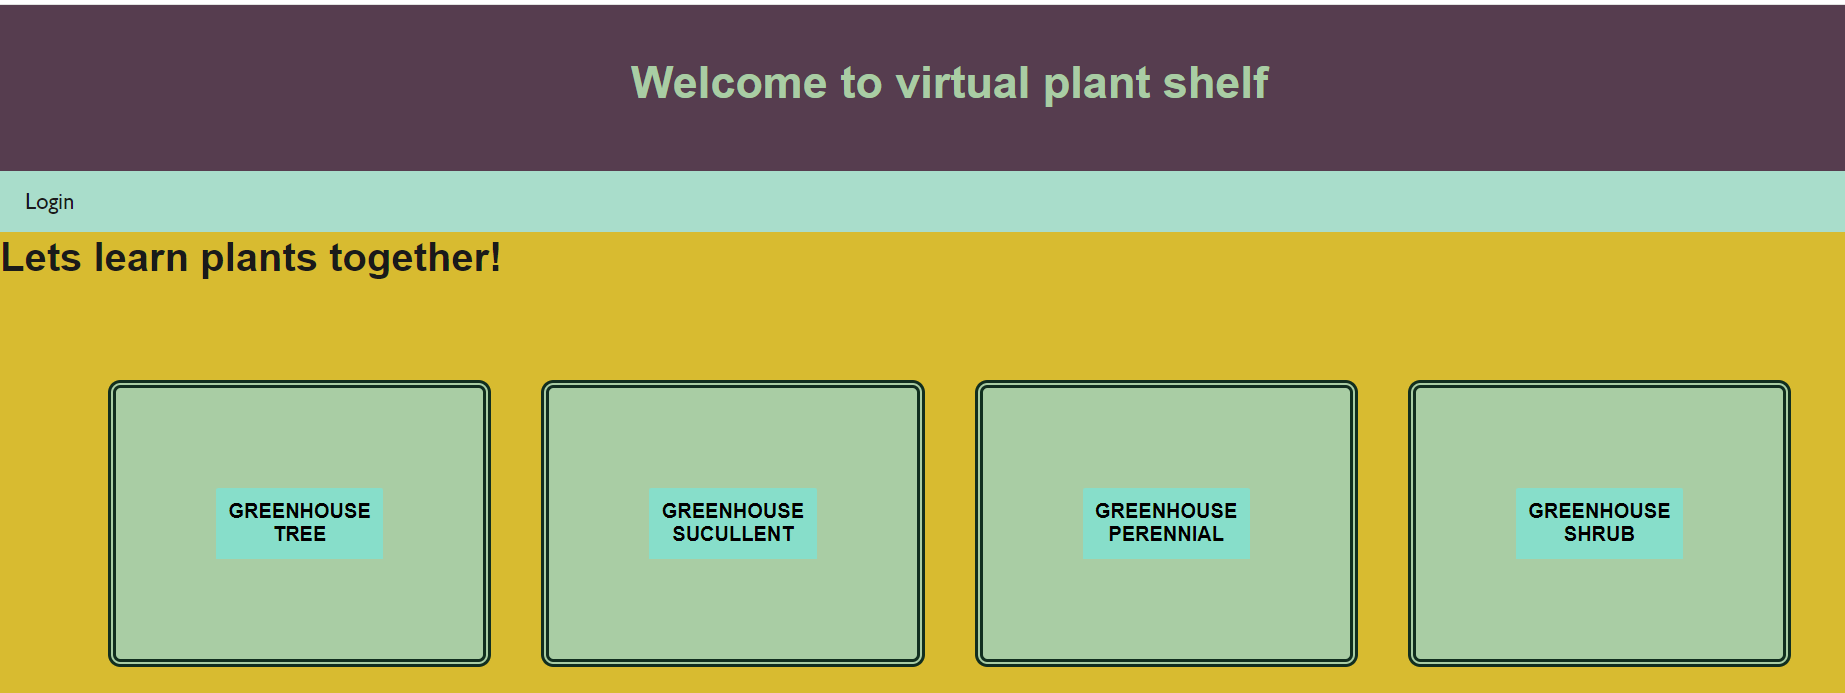 Welcome to virtual plant shelf
Login
Lets learn plants together!
GREENHOUSE
TREE
GREENHOUSE
SUCULLENT
GREENHOUSE
PERENNIAL
GREENHOUSE
SHRUB